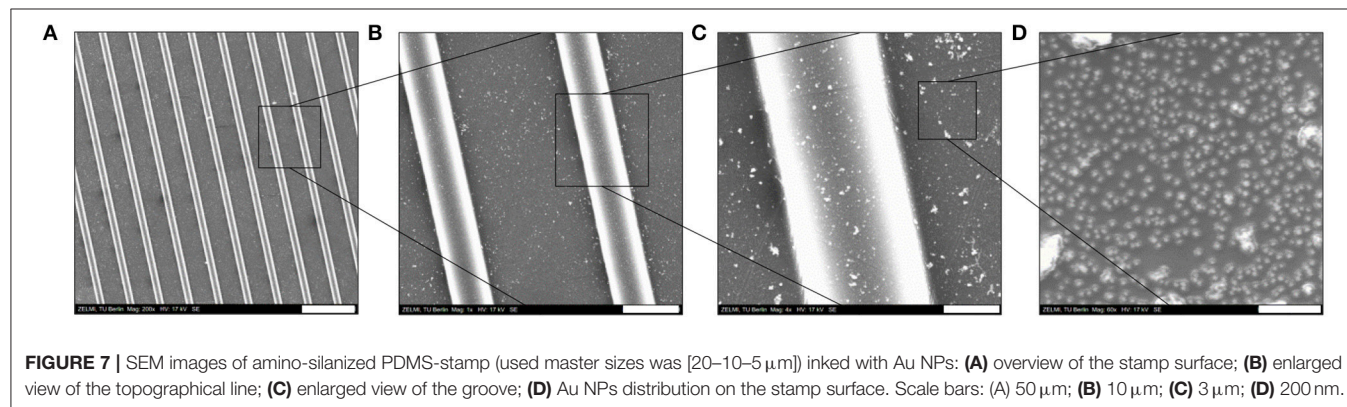 A B C D
ZELMI, TU Berlin Mag: 200x HV: 17 kV SE
ZELMI, TU Berlin Mag: 1x HV: 17 kV SE
ZELMI, TU Berlin Mag: 4x HV: 17 kV SE
ZELMI, TU Berlin Mag: 60x HV: 17 kV SE
FIGURE 7 | SEM images of amino-silanized PDMS-stamp (used master sizes was [20–10–5 μm]) inked with Au NPs: (A) overview of the stamp surface; (B) enlarged
view of the topographical line; (C) enlarged view of the groove; (D) Au NPs distribution on the stamp surface. Scale bars: (A) 50 μm; (B) 10 μm; (C) 3 μm; (D) 200 nm.